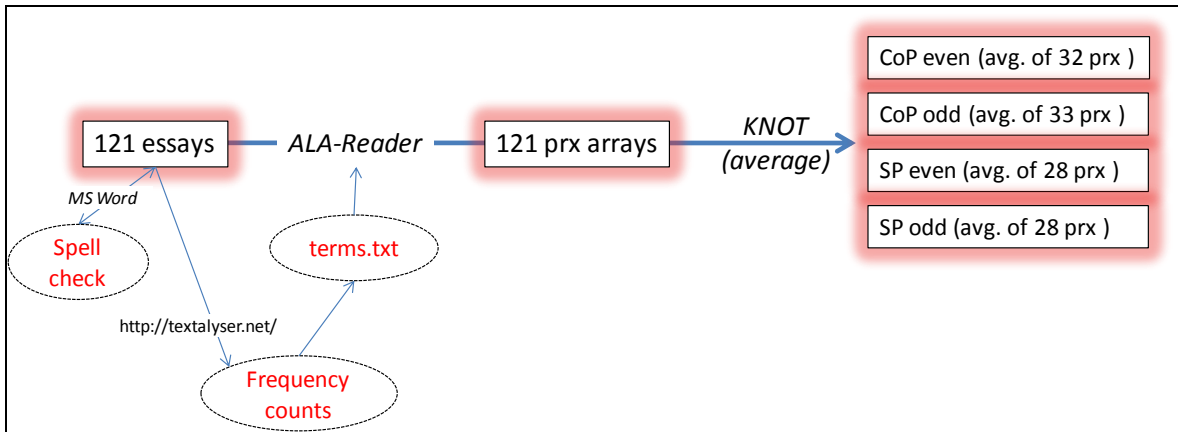 CoP even (avg. of 32 prx )
CoP odd (avg. of 33 prx )
SP even (avg. of 28 prx )
SP odd (avg. of 28 prx )
121 essays
ALA-Reader
121 prx arrays
KNOT
(average)
MS Word
Spell
check
terms.txt
http://textalyser.net/
Frequency
counts